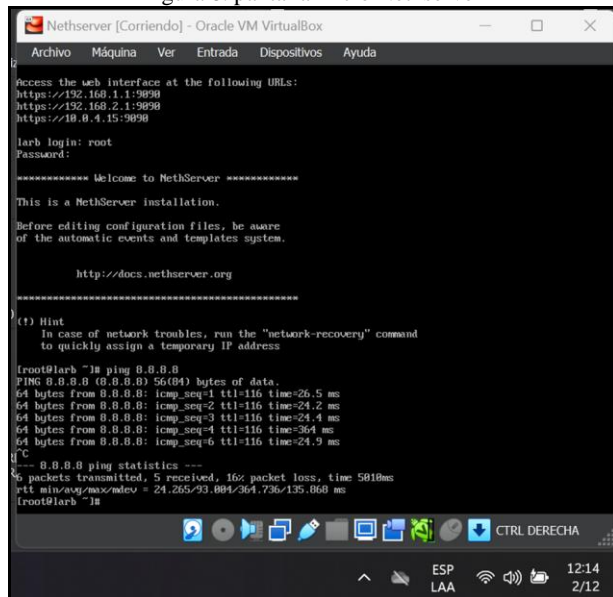 Nethserver [Corriendo] - Oracle VM VirtualBox
Archivo Máquina Ver Entrada Dispositivos Ayuda
Access the web interface at the following URLs:
https://192.168.1.1:9090
https://192.168.2.1:9090
https://10.0.4.15:9090
larb login: root
Password:
************ Welcome to NethServer ************
This is a NethServer installation.
Before editing configuration files, be aware
of the automatic events and templates system.
http://docs.nethserver.org
***********************************************
(!) Hint
In case of network troubles, run the "network-recovery" command
to quickly assign a temporary IP address
[root@larb ~]# ping 8.8.8.8
PING 8.8.8.8 (8.8.8.8) 56(84) bytes of data.
64 bytes from 8.8.8.8: icmp_seq=1 ttl=116 time=26.5 ms
64 bytes from 8.8.8.8: icmp_seq=2 ttl=116 time=24.2 ms
64 bytes from 8.8.8.8: icmp_seq=3 ttl=116 time=24.4 ms
64 bytes from 8.8.8.8: icmp_seq=4 ttl=116 time=364 ms
64 bytes from 8.8.8.8: icmp_seq=6 ttl=116 time=24.9 ms
^C
--- 8.8.8.8 ping statistics ---
6 packets transmitted, 5 received, 16% packet loss, time 5010ms
rtt min/avg/max/mdev = 24.265/93.004/364.736/135.868 ms
[root@larb ~]#
CTRL DERECHA
ESP
LAA
12:14
2/12